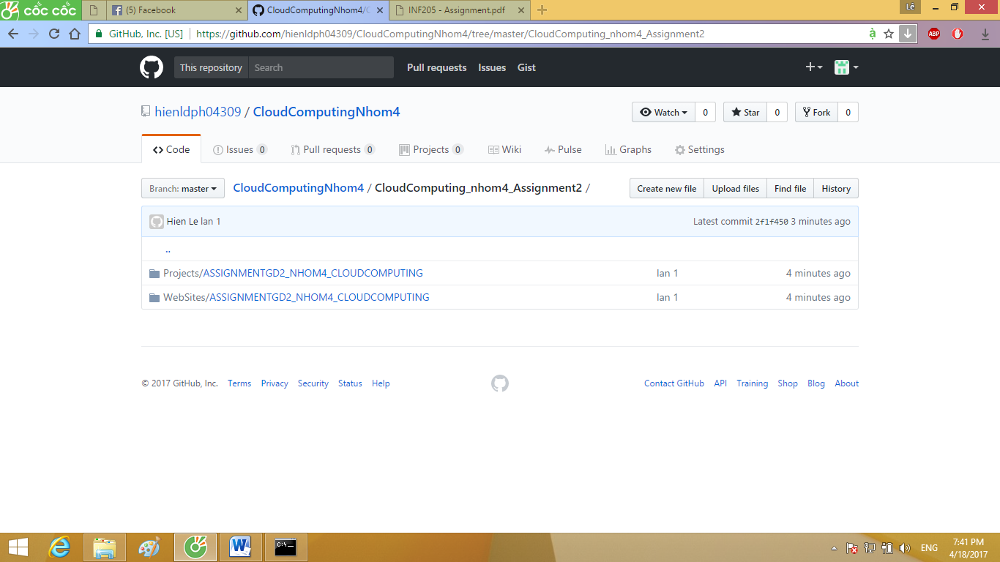 cốc cốc (5) Facebook CloudComputingNhom4/C INF205 - Assignment.pdf Lê
GitHub, Inc. [US] https://github.com/hienldph04309/CloudComputingNhom4/tree/master/CloudComputing_nhom4_Assignment2 à ABP
This repository Search Pull requests Issues Gist
hienldph04309 / CloudComputingNhom4 Watch 0 Star 0 Fork 0
Code Issues 0 Pull requests 0 Projects 0 Wiki Pulse Graphs Settings
Branch: master CloudComputingNhom4 / CloudComputing_nhom4_Assignment2 / Create new file Upload files Find file History
Hien Le lan 1 Latest commit 2f1f450 3 minutes ago
..
Projects/ASSIGNMENTGD2_NHOM4_CLOUDCOMPUTING lan 1 4 minutes ago
WebSites/ASSIGNMENTGD2_NHOM4_CLOUDCOMPUTING lan 1 4 minutes ago
© 2017 GitHub, Inc. Terms Privacy Security Status Help Contact GitHub API Training Shop Blog About
ENG 7:41 PM
4/18/2017